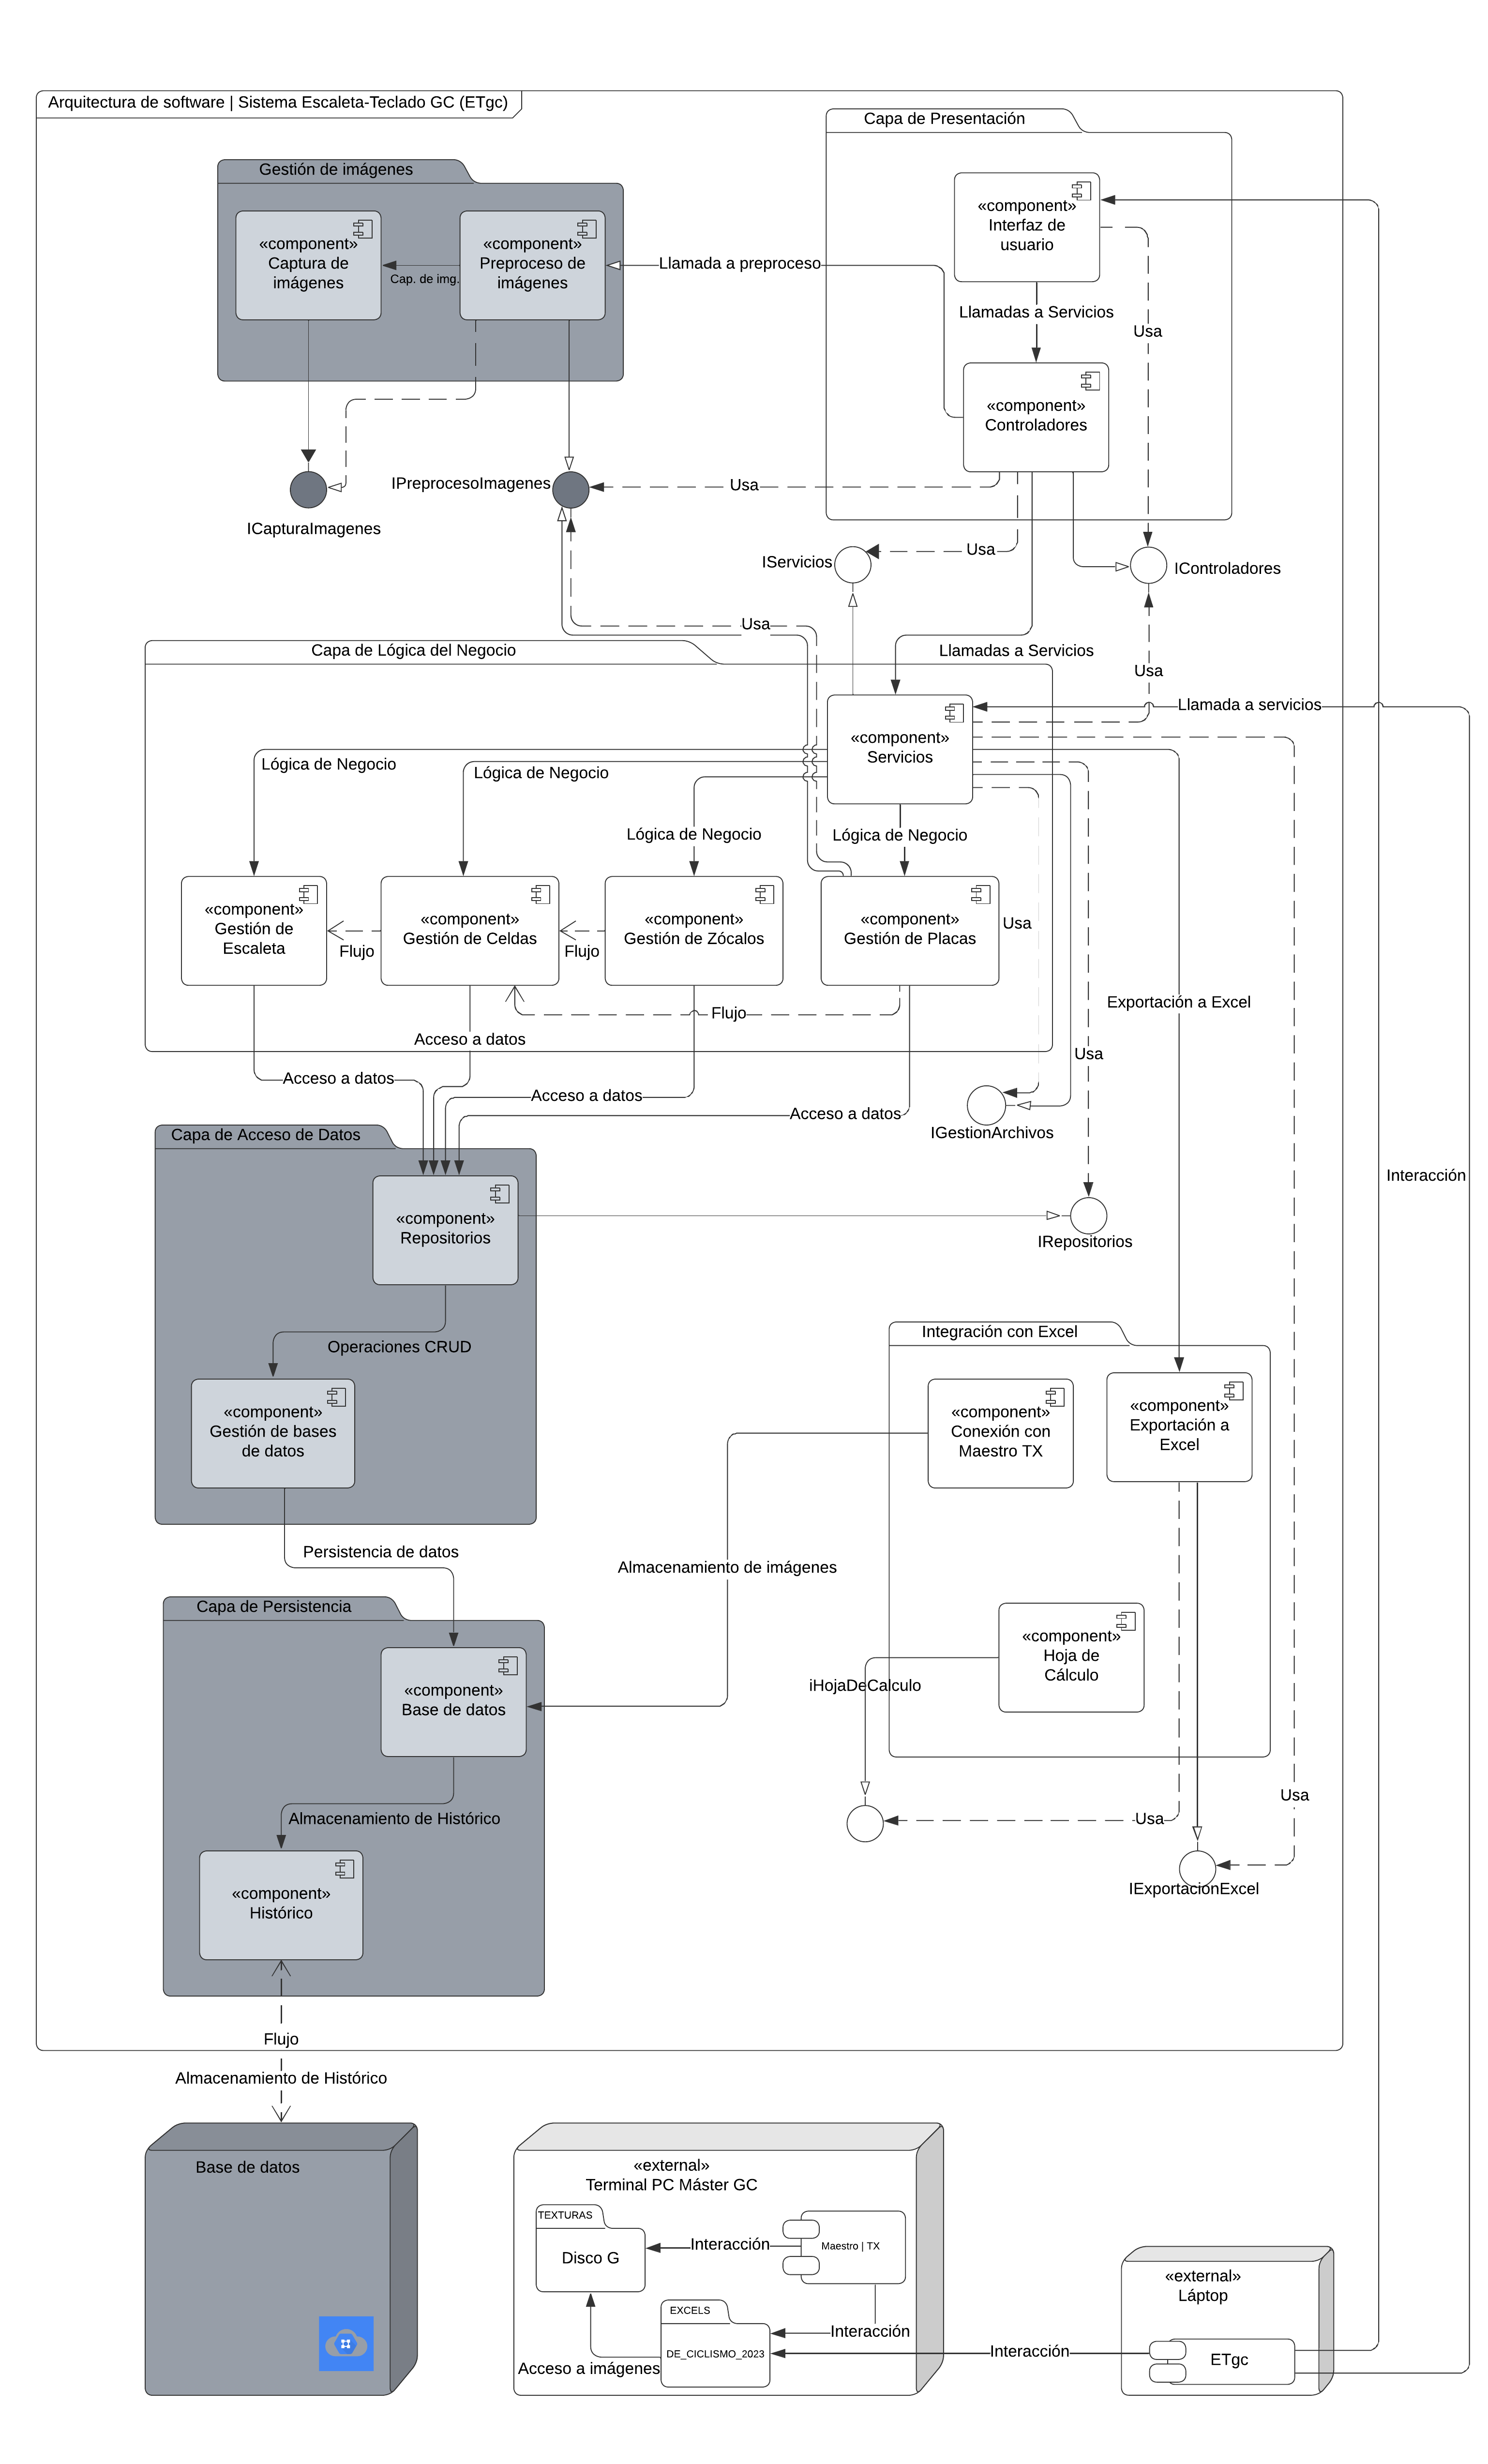 Arquitectura de software | Sistema Escaleta-Teclado GC (ETgc)
Capa de Presentación
Gestión de imágenes
«component»
Interfaz de
usuario
«component»
Captura de
imágenes
Cap. de img.
«component»
Preproceso de
imágenes
Llamada a preproceso
Llamadas a Servicios
Usa
«component»
Controladores
IPreprocesoImagenes
Usa
ICapturaImagenes
IServicios
Usa
IControladores
Usa
Capa de Lógica del Negocio
Llamadas a Servicios
Usa
Llamada a servicios
«component»
Servicios
Lógica de Negocio
Lógica de Negocio
Lógica de Negocio
Lógica de Negocio
«component»
Gestión de
Escaleta
Flujo
«component»
Gestión de Celdas
Flujo
«component»
Gestión de Zócalos
«component»
Gestión de Placas
Usa
Flujo
Exportación a Excel
Acceso a datos
Usa
Acceso a datos
Acceso a datos
Acceso a datos
IGestionArchivos
Capa de Acceso de Datos
Interacción
«component»
Repositorios
IRepositorios
Operaciones CRUD
Integración con Excel
«component»
Gestión de bases
de datos
«component»
Conexión con
Maestro TX
«component»
Exportación a
Excel
Persistencia de datos
Almacenamiento de imágenes
Capa de Persistencia
«component»
Hoja de
Cálculo
«component»
Base de datos
iHojaDeCalculo
Usa
Almacenamiento de Histórico
Usa
«component»
Histórico
IExportacionExcel
Flujo
Almacenamiento de Histórico
Base de datos
«external»
Terminal PC Máster GC
TEXTURAS
Disco G
Interacción
Maestro | TX
EXCELS
Interacción
DE_CICLISMO_2023
Acceso a imágenes
Interacción
«external»
Láptop
ETgc